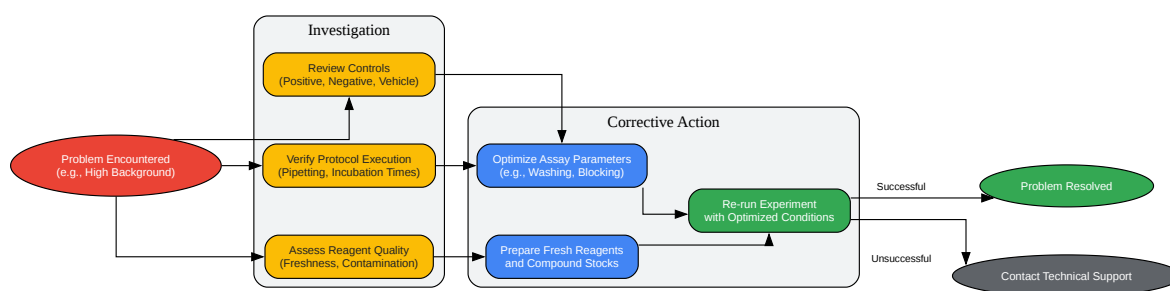 Investigation
Review Controls
(Positive, Negative, Vehicle)
Corrective Action
Problem Encountered
(e.g., High Background)
Verify Protocol Execution
(Pipetting, Incubation Times)
Optimize Assay Parameters
(e.g., Washing, Blocking)
Re-run Experiment
with Optimized Conditions
Successful
Problem Resolved
Assess Reagent Quality
(Freshness, Contamination)
Prepare Fresh Reagents
and Compound Stocks
Unsuccessful
Contact Technical Support